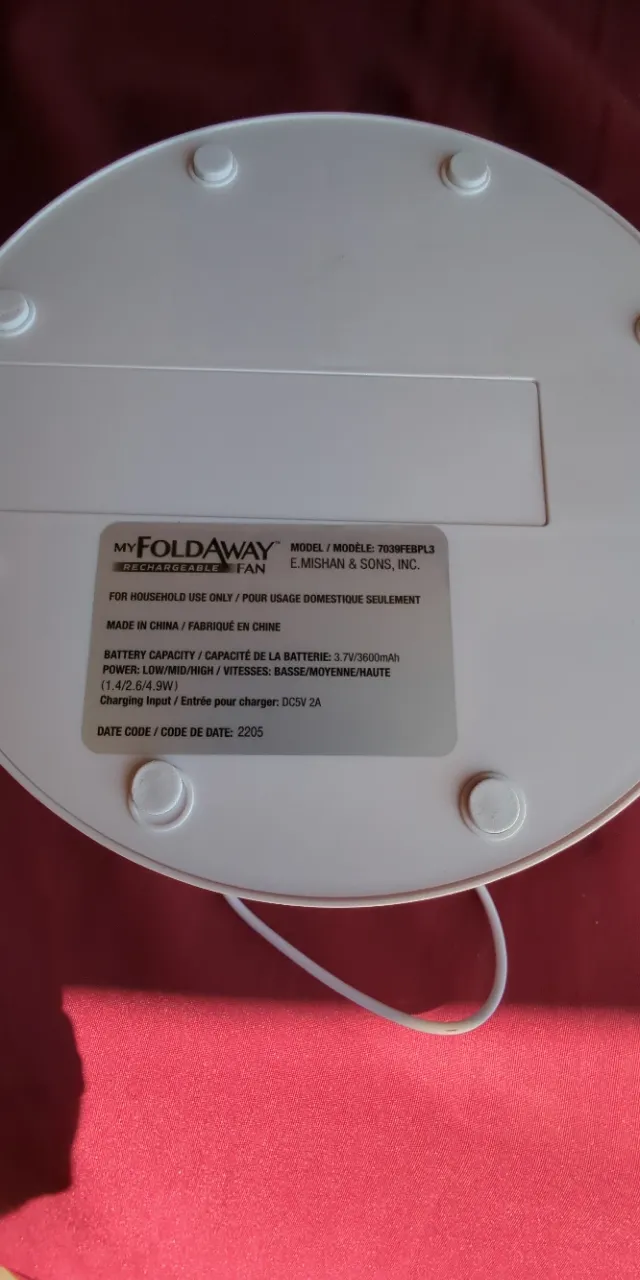 MY FOLDAWAY™
RECHARGEABLE FAN
MODEL / MODÈLE: 7039FEBPL3
E.MISHAN & SONS, INC.
FOR HOUSEHOLD USE ONLY / POUR USAGE DOMESTIQUE SEULEMENT
MADE IN CHINA / FABRIQUÉ EN CHINE
BATTERY CAPACITY / CAPACITÉ DE LA BATTERIE: 3.7V/3600mAh
POWER: LOW/MID/HIGH / VITESSES: BASSE/MOYENNE/HAUTE
(1.4/2.6/4.9W)
Charging Input / Entrée pour charger: DC5V 2A
DATE CODE / CODE DE DATE: 2205